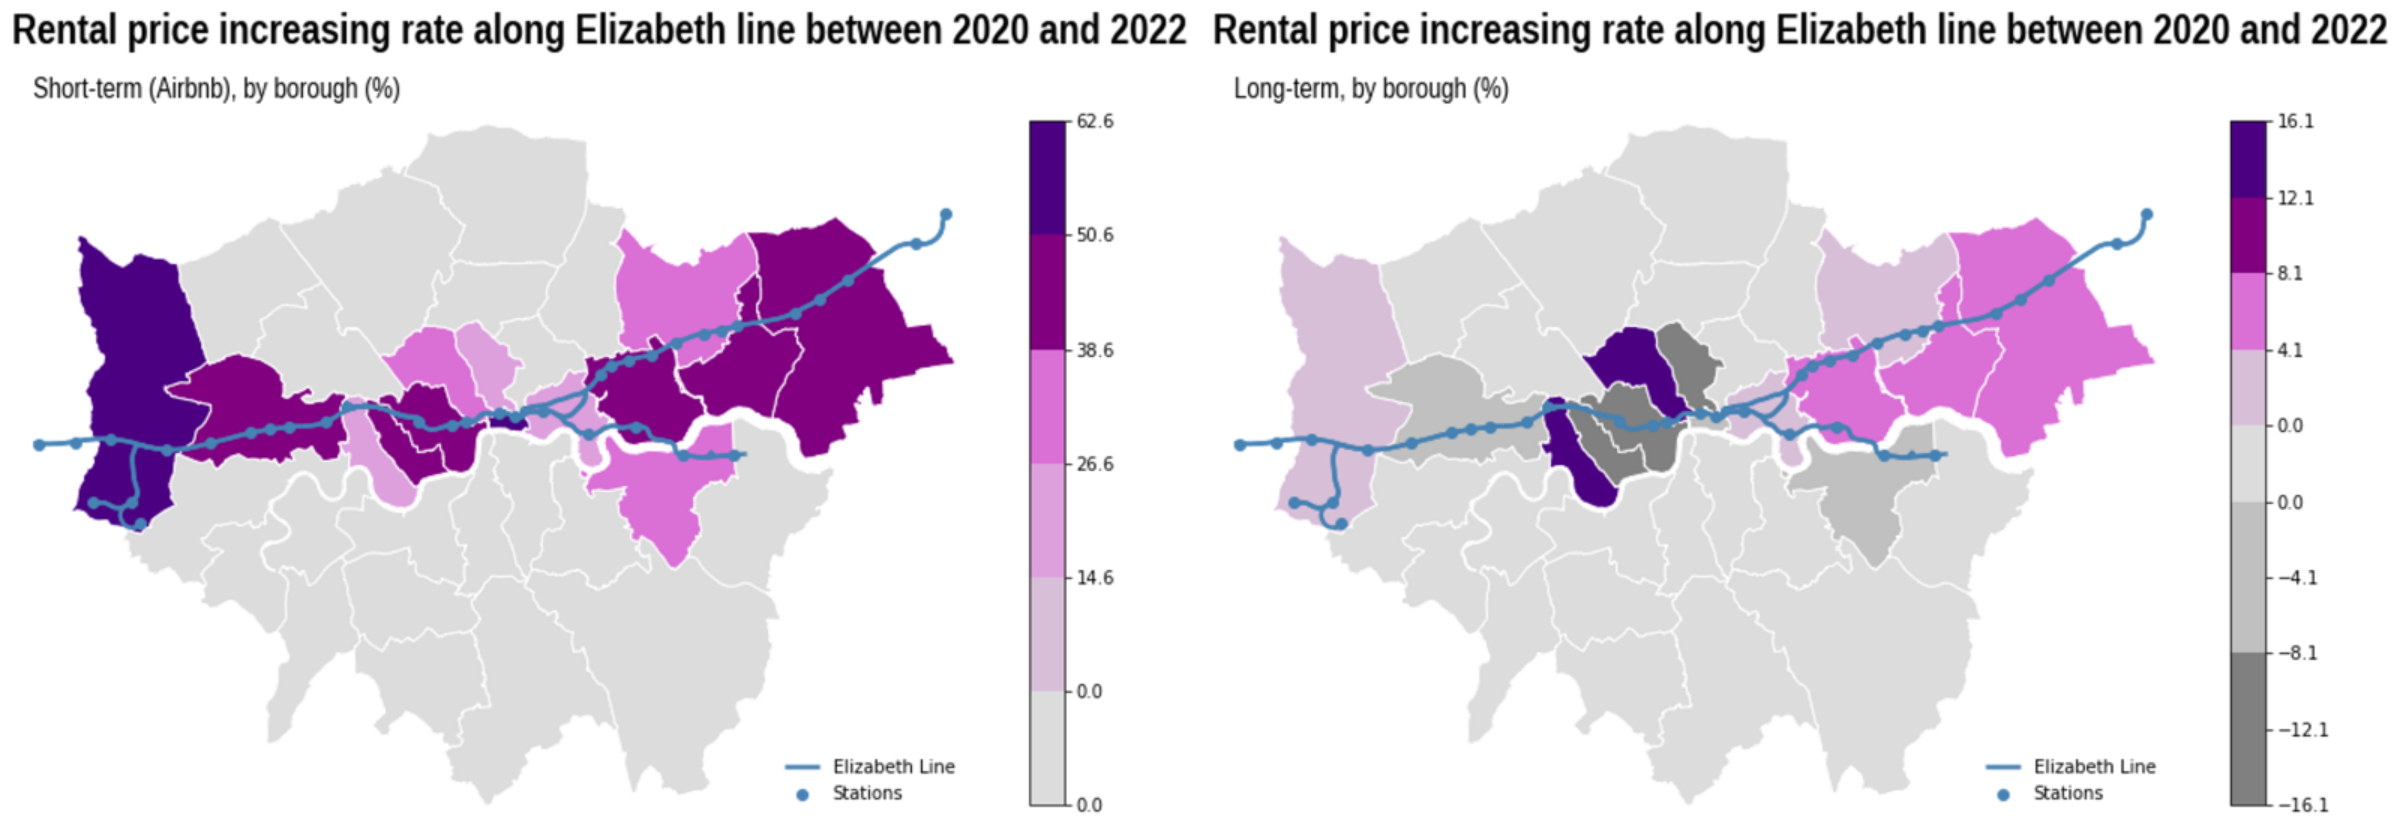 Rental price increasing rate along Elizabeth line between 2020 and 2022
Short-term (Airbnb), by borough (%)
62.6
50.6
38.6
26.6
14.6
0.0
0.0
Elizabeth Line
Stations
Rental price increasing rate along Elizabeth line between 2020 and 2022
Long-term, by borough (%)
16.1
12.1
8.1
4.1
0.0
0.0
−4.1
−8.1
−12.1
−16.1
Elizabeth Line
Stations